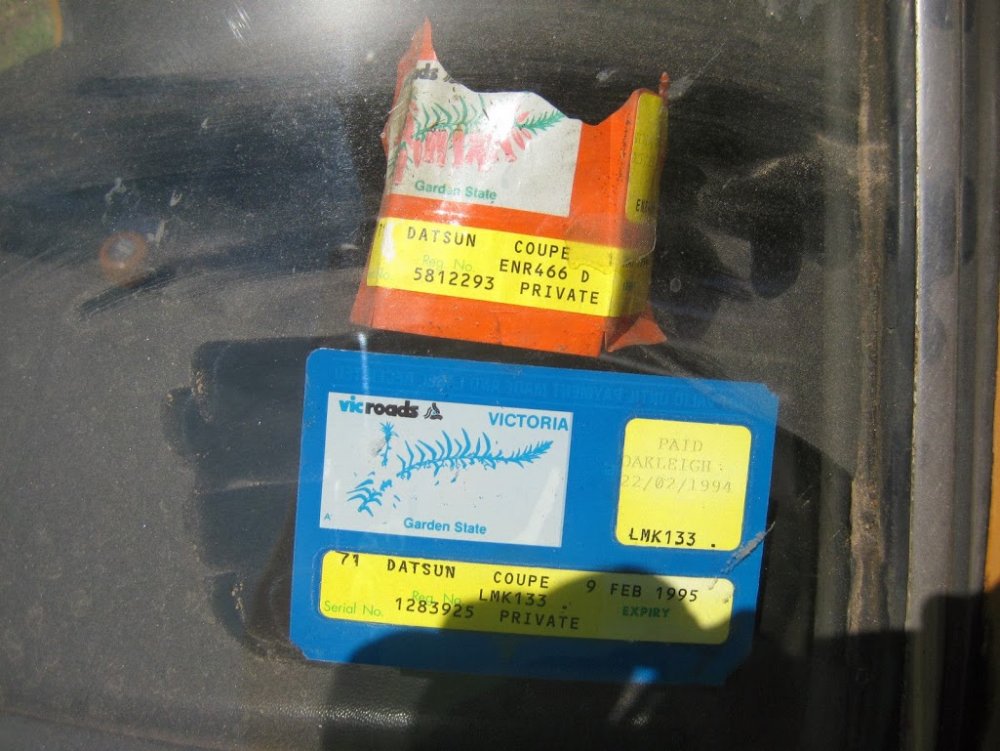 ds
Garden State
DATSUN COUPE
Reg. No. ENR466 D
5812293 PRIVATE
vicroads VICTORIA
Garden State
PAID
OAKLEIGH
22/02/1994
LMK133 .
71 DATSUN COUPE 9 FEB 1995
Reg. No. LMK133 . EXPIRY
Serial No. 1283925 PRIVATE